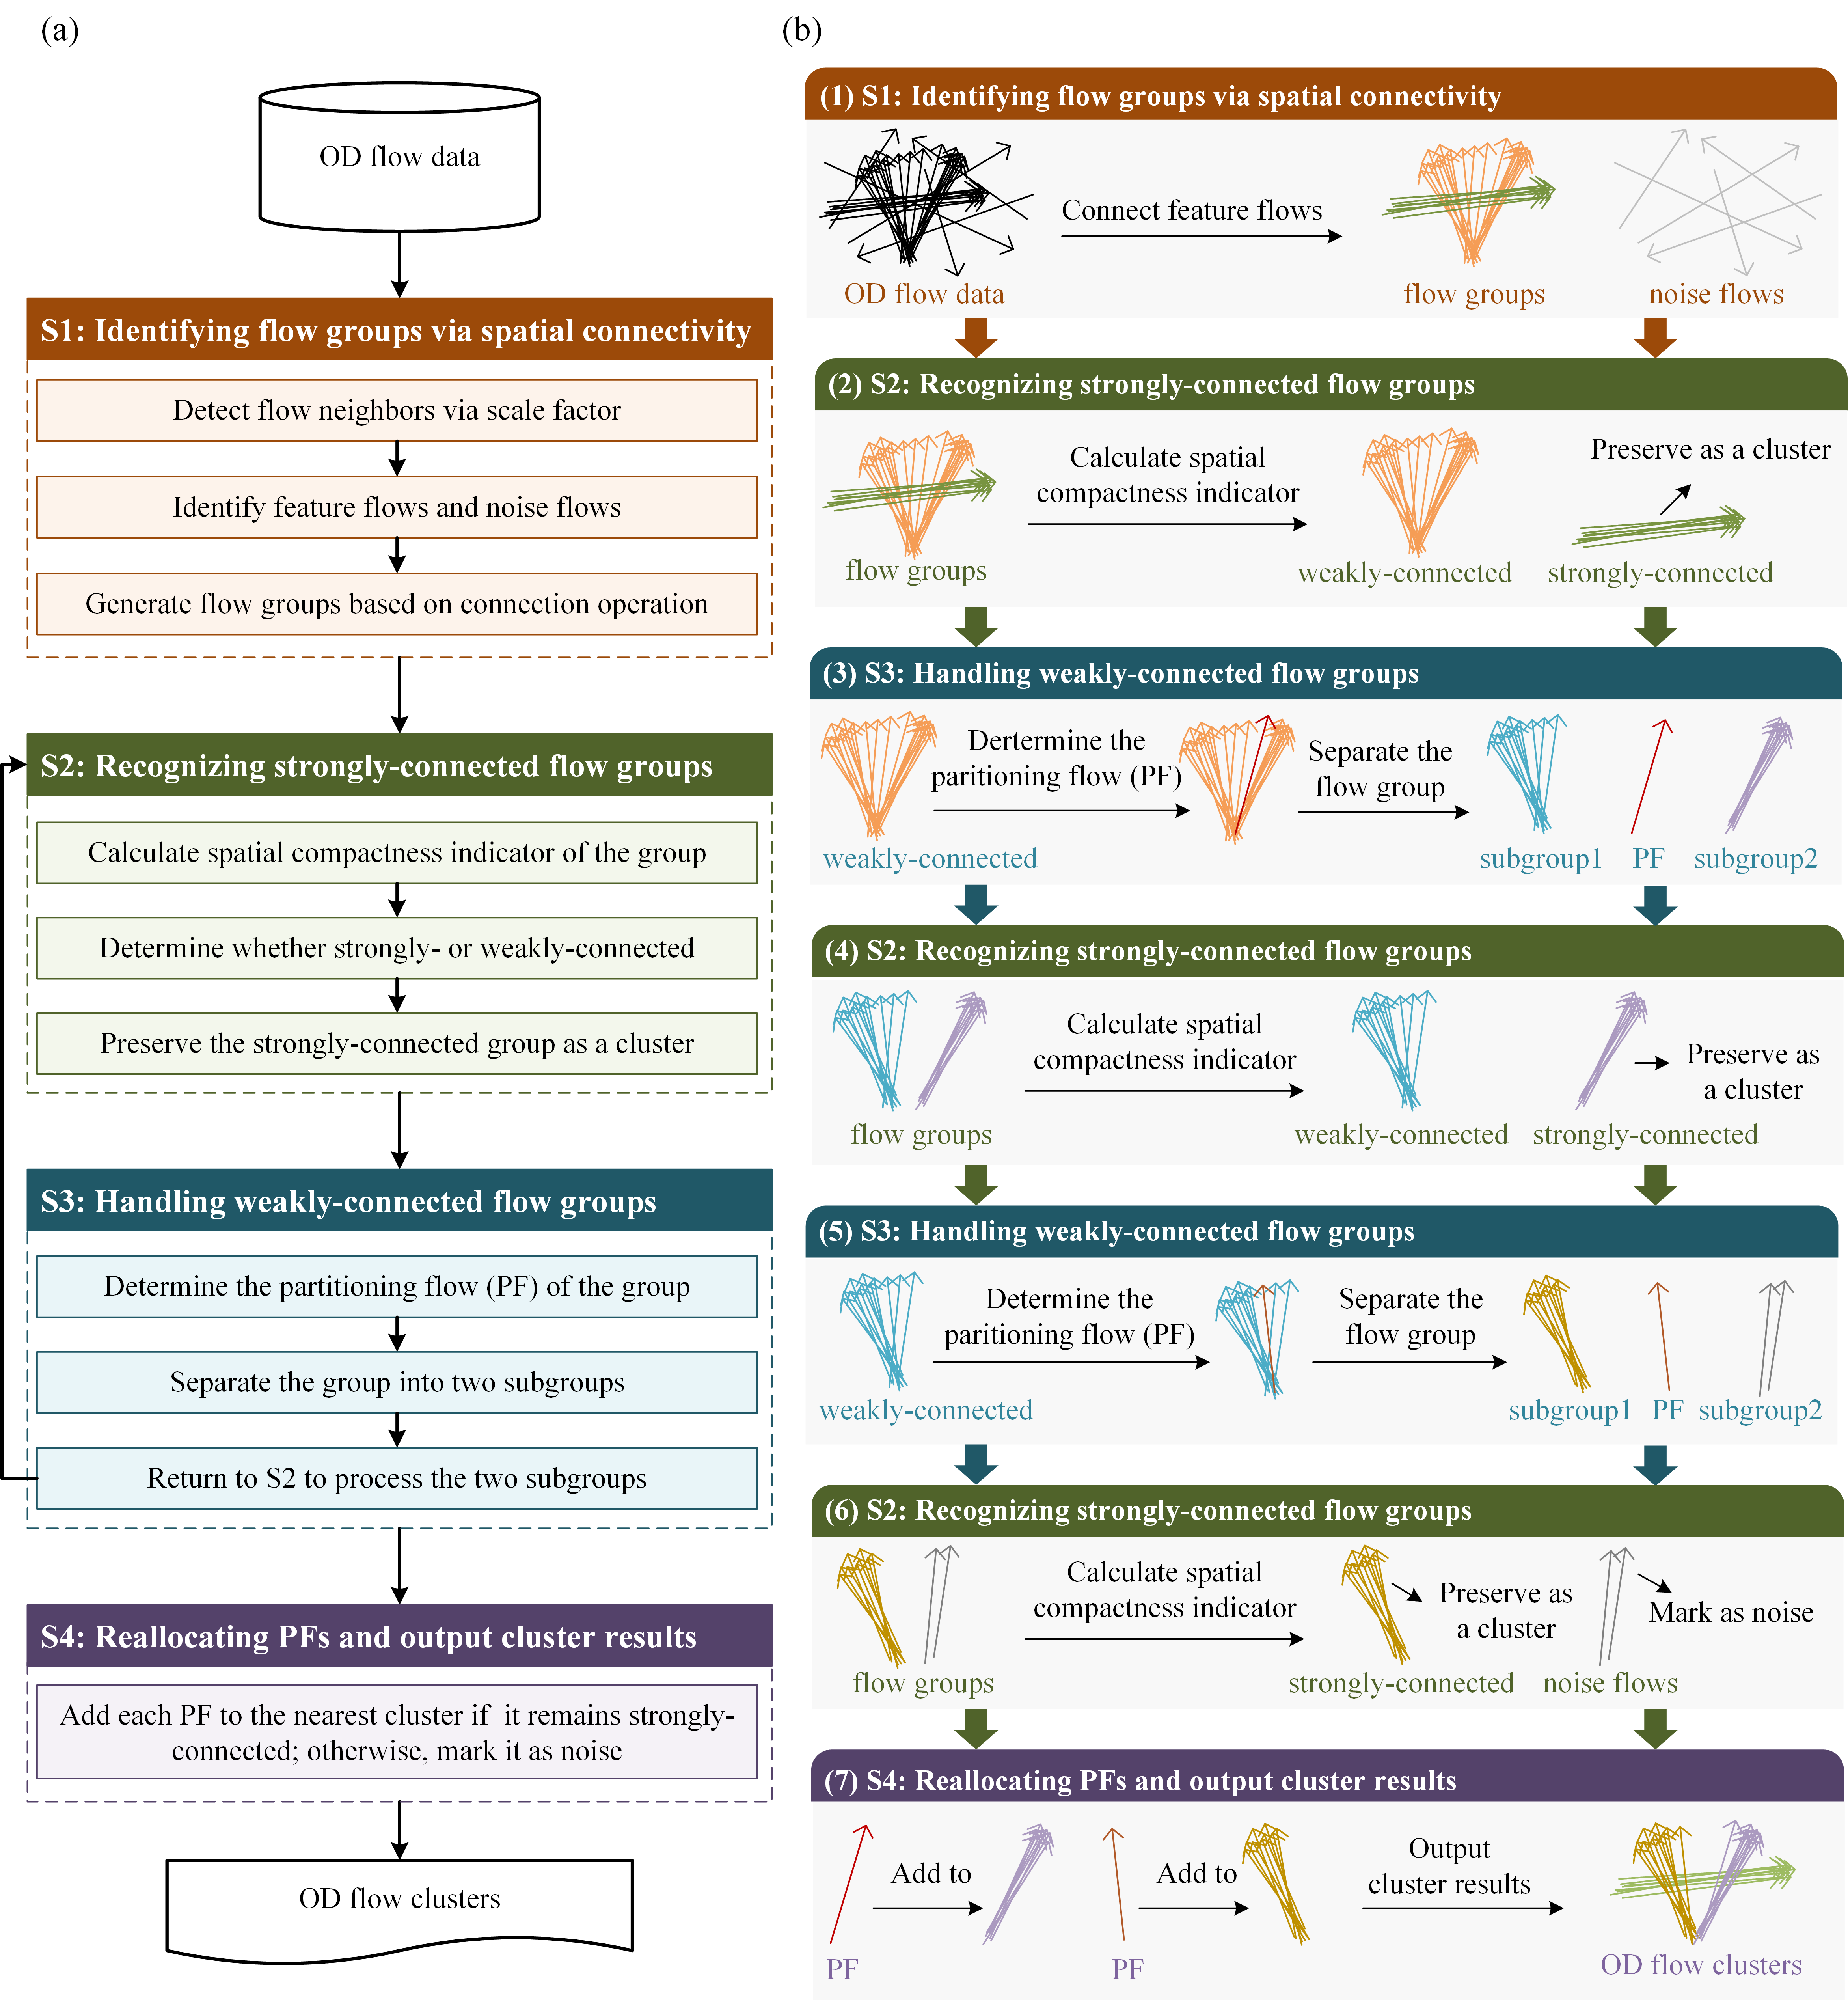 (a)
OD flow data
S1: Identifying flow groups via spatial connectivity
Detect flow neighbors via scale factor
Identify feature flows and noise flows
Generate flow groups based on connection operation
S2: Recognizing strongly-connected flow groups
Calculate spatial compactness indicator of the group
Determine whether strongly- or weakly-connected
Preserve the strongly-connected group as a cluster
S3: Handling weakly-connected flow groups
Determine the partitioning flow (PF) of the group
Separate the group into two subgroups
Return to S2 to process the two subgroups
S4: Reallocating PFs and output cluster results
Add each PF to the nearest cluster if it remains strongly-
connected; otherwise, mark it as noise
OD flow clusters
(b)
(1) S1: Identifying flow groups via spatial connectivity
Connect feature flows
OD flow data
flow groups
noise flows
(2) S2: Recognizing strongly-connected flow groups
Calculate spatial
compactness indicator
Preserve as a cluster
flow groups
weakly-connected
strongly-connected
(3) S3: Handling weakly-connected flow groups
Dertermine the
paritioning flow (PF)
Separate the
flow group
weakly-connected
subgroup1
PF
subgroup2
(4) S2: Recognizing strongly-connected flow groups
Calculate spatial
compactness indicator
Preserve as
a cluster
flow groups
weakly-connected
strongly-connected
(5) S3: Handling weakly-connected flow groups
Determine the
paritioning flow (PF)
Separate the
flow group
weakly-connected
subgroup1
PF
subgroup2
(6) S2: Recognizing strongly-connected flow groups
Calculate spatial
compactness indicator
Preserve as
a cluster
Mark as noise
flow groups
strongly-connected
noise flows
(7) S4: Reallocating PFs and output cluster results
Add to
Add to
Output
cluster results
PF
PF
OD flow clusters